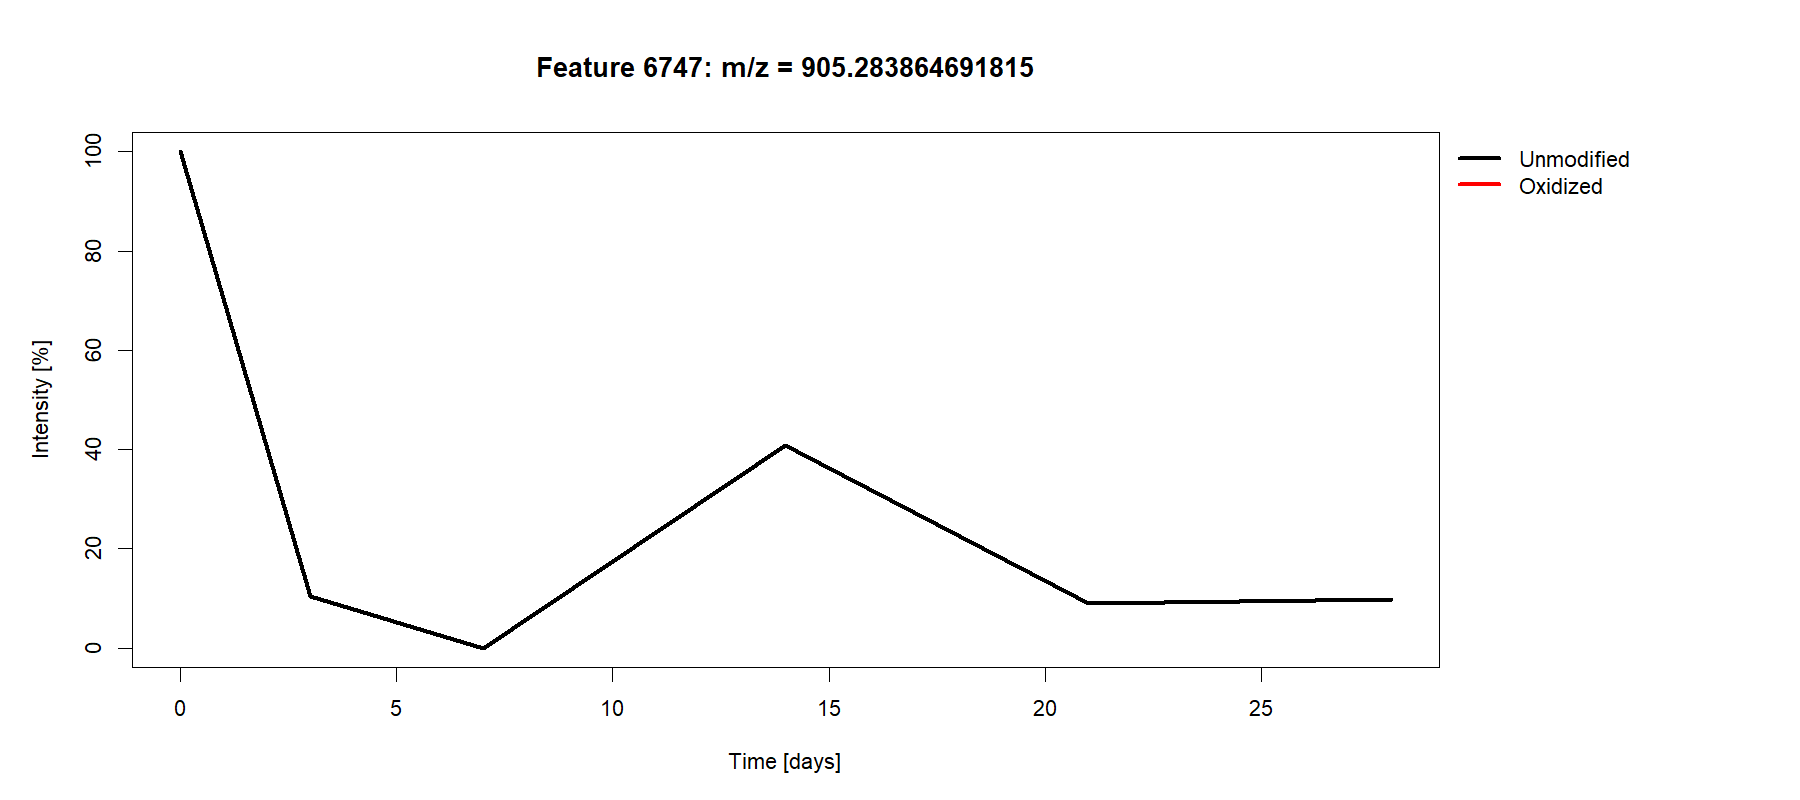 Feature 6747: m/z = 905.283864691815
Unmodified
Oxidized
Intensity [%]
100
80
60
40
20
0
0 5 10 15 20 25
Time [days]